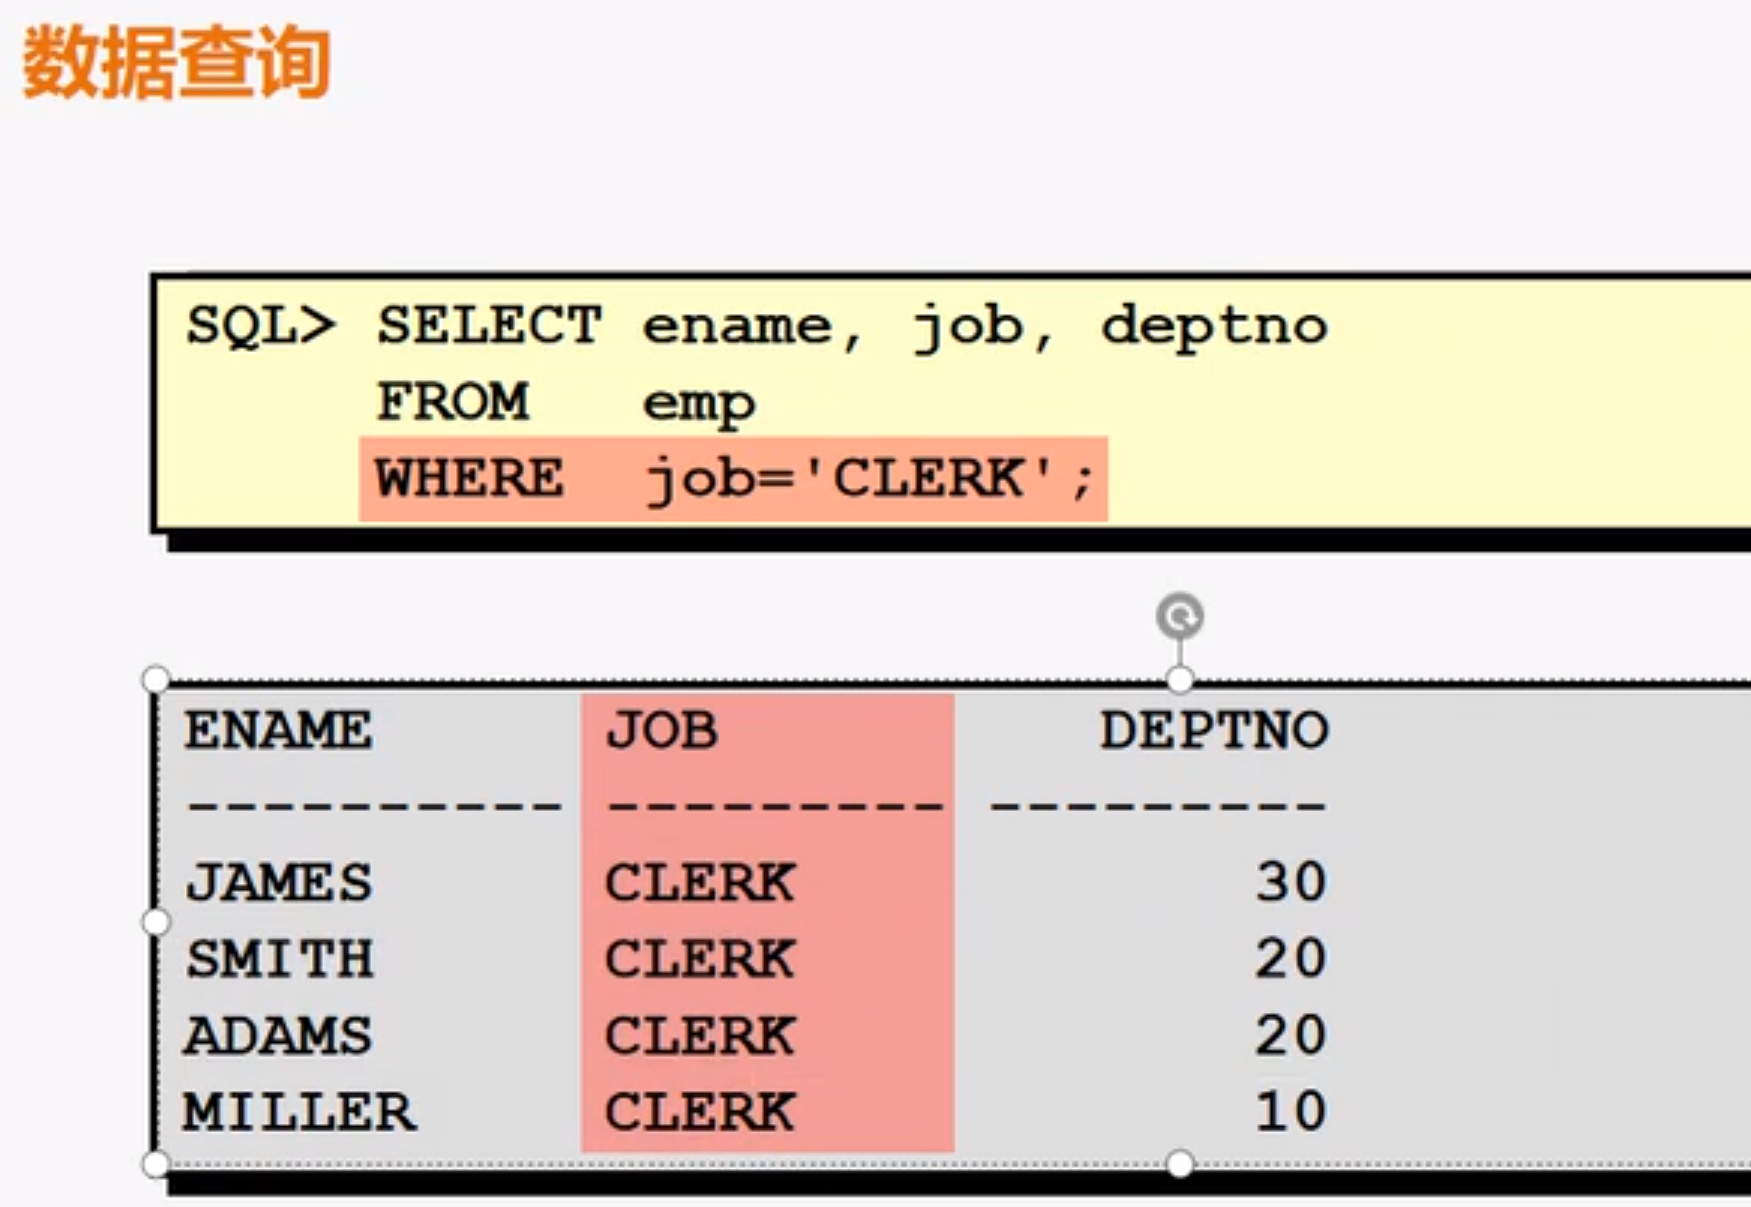 数据查询
SQL> SELECT ename, job, deptno
FROM emp
WHERE job='CLERK';
ENAME JOB DEPTNO
---------- --------- ---------
JAMES CLERK 30
SMITH CLERK 20
ADAMS CLERK 20
MILLER CLERK 10